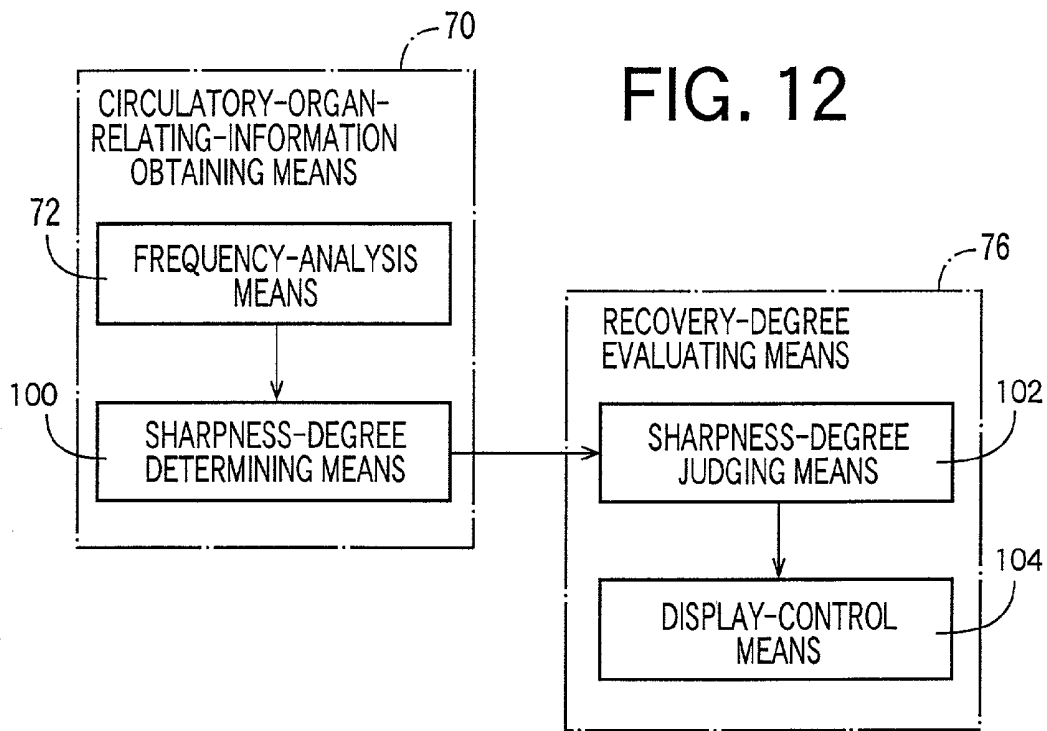 FIG. 12
70
CIRCULATORY-ORGAN-
RELATING-INFORMATION
OBTAINING MEANS
72
FREQUENCY-ANALYSIS
MEANS
100
SHARPNESS-DEGREE
DETERMINING MEANS
76
RECOVERY-DEGREE
EVALUATING MEANS
102
SHARPNESS-DEGREE
JUDGING MEANS
104
DISPLAY-CONTROL
MEANS